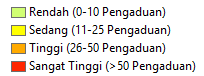 Rendah (0-10 Pengaduan)
Sedang (11-25 Pengaduan)
Tinggi (26-50 Pengaduan)
Sangat Tinggi (>50 Pengaduan)